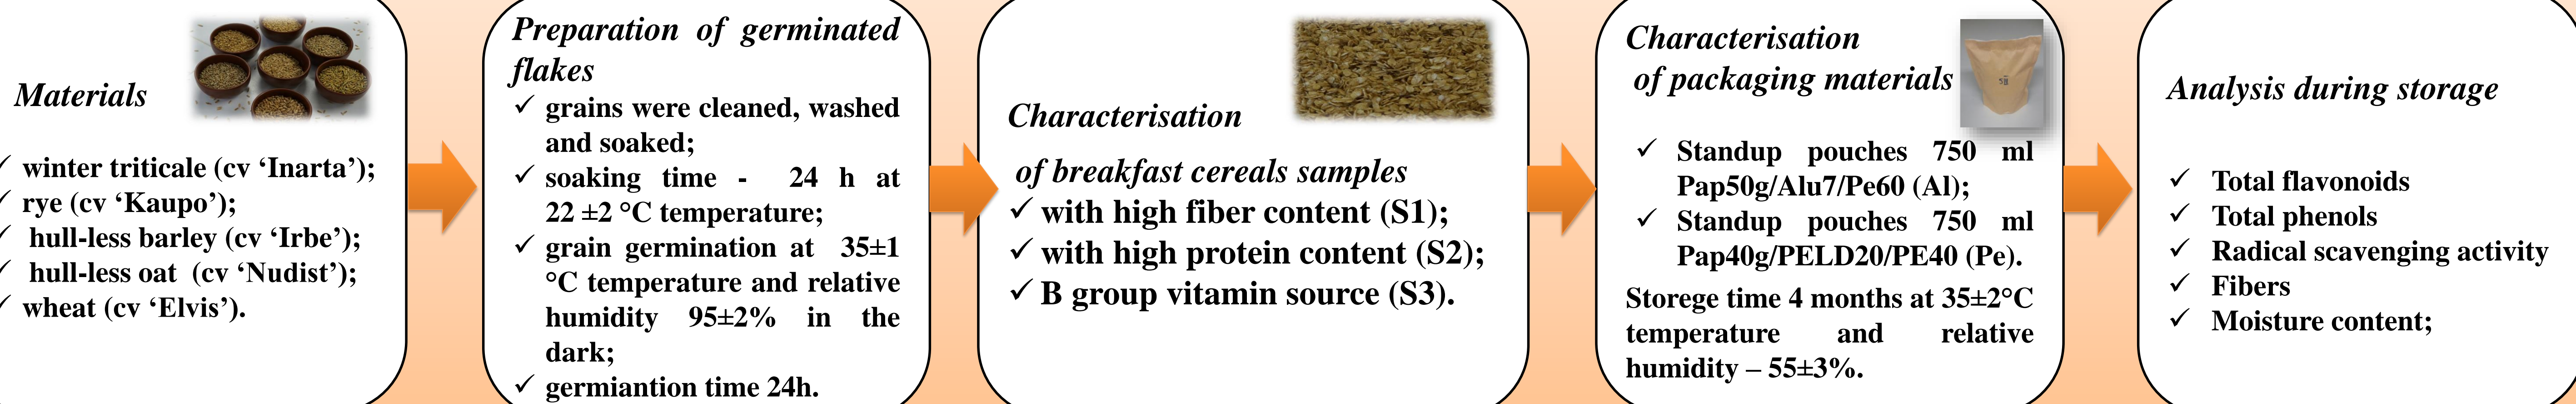 Materials
✓ winter triticale (cv ‘Inarta’);
✓ rye (cv ‘Kaupo’);
✓ hull-less barley (cv ‘Irbe’);
✓ hull-less oat (cv ‘Nudist’);
✓ wheat (cv ‘Elvis’).
Preparation of germinated
flakes
✓ grains were cleaned, washed
and soaked;
✓ soaking time - 24 h at
22 ±2 °C temperature;
✓ grain germination at 35±1
°C temperature and relative
humidity 95±2% in the
dark;
✓ germiantion time 24h.
Characterisation
of breakfast cereals samples
✓ with high fiber content (S1);
✓ with high protein content (S2);
✓ B group vitamin source (S3).
Characterisation
of packaging materials
✓ Standup pouches 750 ml
Pap50g/Alu7/Pe60 (Al);
✓ Standup pouches 750 ml
Pap40g/PELD20/PE40 (Pe).
Storege time 4 months at 35±2°C
temperature and relative
humidity – 55±3%.
Analysis during storage
✓ Total flavonoids
✓ Total phenols
✓ Radical scavenging activity
✓ Fibers
✓ Moisture content;